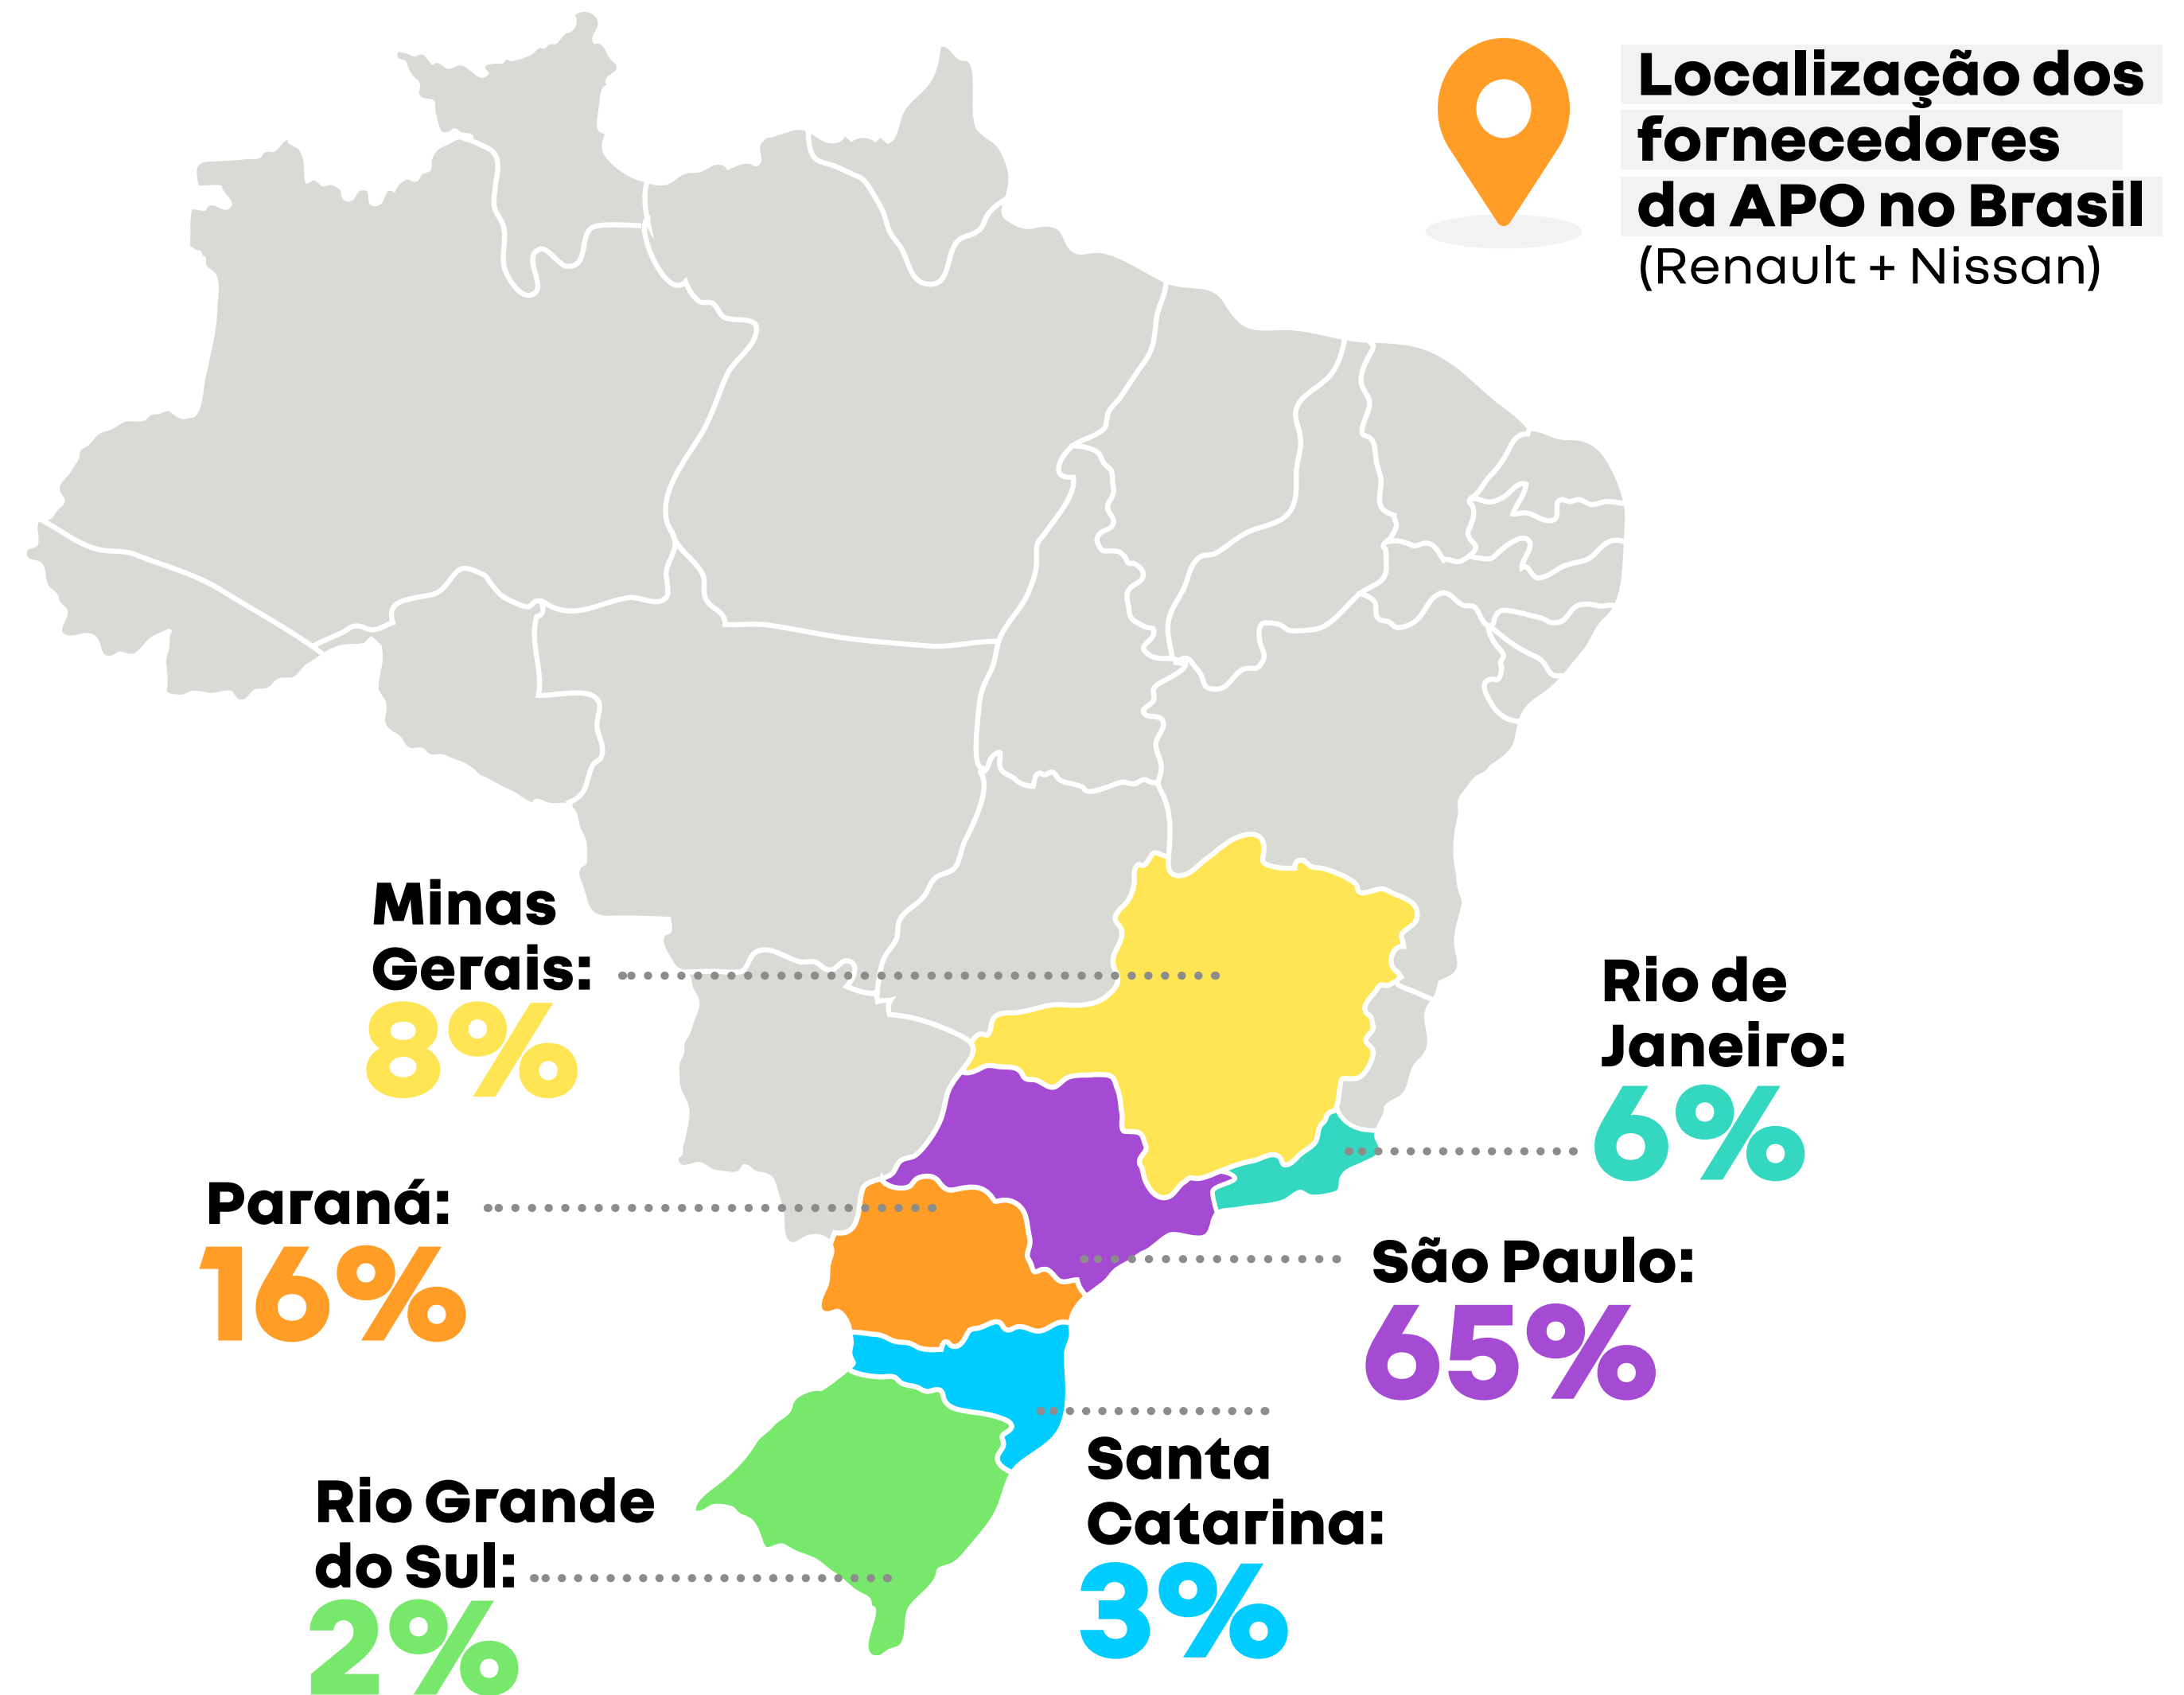 Localização dos
fornecedores
da APO no Brasil
(Renault + Nissan)
Minas
Gerais:
8%
Rio de
Janeiro:
6%
Paraná:
16%
São Paulo:
65%
Santa
Catarina:
3%
Rio Grande
do Sul:
2%